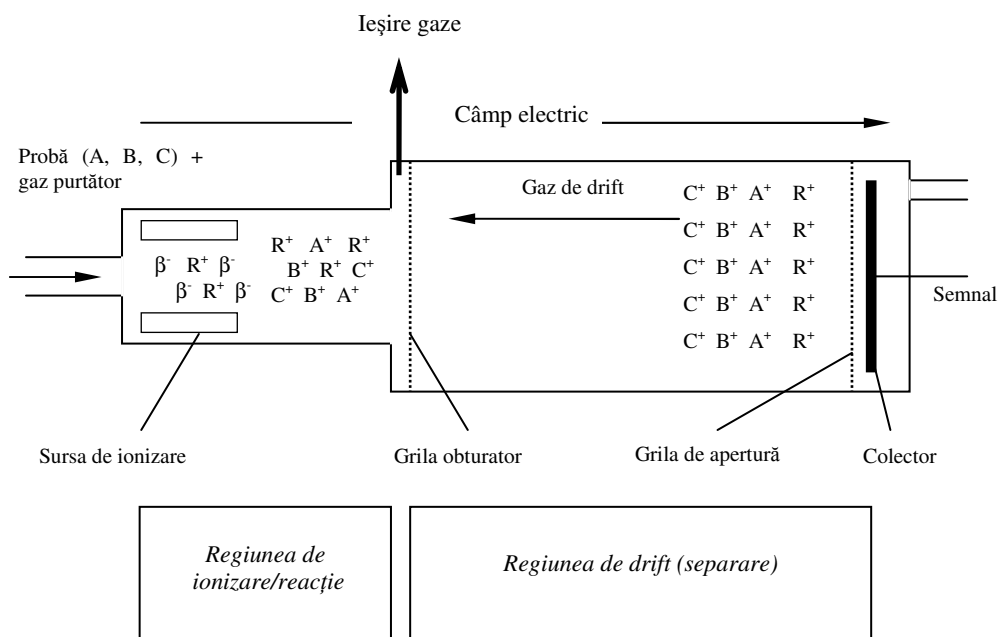 Ieşire gaze
Câmp electric
Probă (A, B, C) +
gaz purtător
Gaz de drift
C⁺ B⁺ A⁺ R⁺
C⁺ B⁺ A⁺ R⁺
C⁺ B⁺ A⁺ R⁺
C⁺ B⁺ A⁺ R⁺
C⁺ B⁺ A⁺ R⁺
R⁺ A⁺ R⁺
B⁺ R⁺ C⁺
C⁺ B⁺ A⁺
β⁻ R⁺ β⁻
β⁻ R⁺ β⁻
Semnal
Sursa de ionizare
Grila obturator
Grila de apertură
Colector
Regiunea de
ionizare/reacţie
Regiunea de drift (separare)